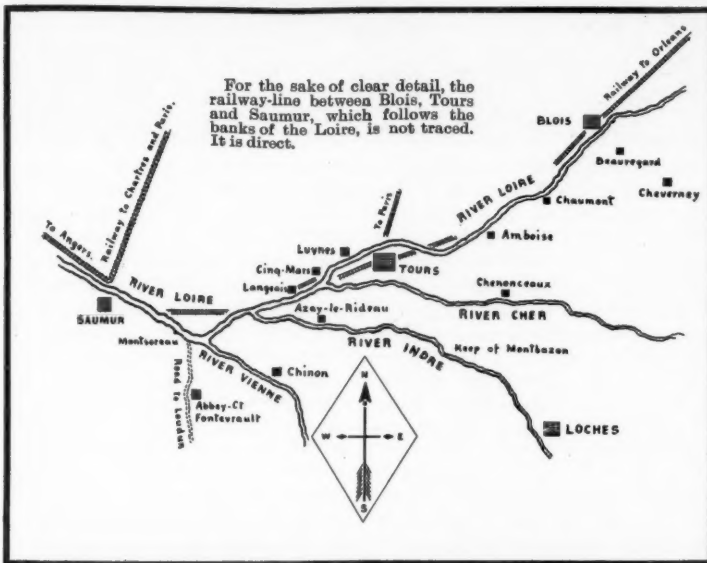 For the sake of clear detail, the
railway-line between Blois, Tours
and Saumur, which follows the
banks of the Loire, is not traced.
It is direct.
Railway to Orleans
BLOIS
Beauregard
Cheverney
Chaumont
RIVER LOIRE
Amboise
To Paris
Railway to Chartres and Paris.
To Angers.
Luynes
Cinq-Mars
Langeais
TOURS
Chenonceaux
RIVER CHER
RIVER LOIRE
SAUMUR
Azay-le-Rideau
RIVER INDRE
Keep of Montbazon
Montsoreau
RIVER VIENNE
Chinon
Road to Loudun
Abbey-Ct
Fontevrault
LOCHES
N
W
E
S